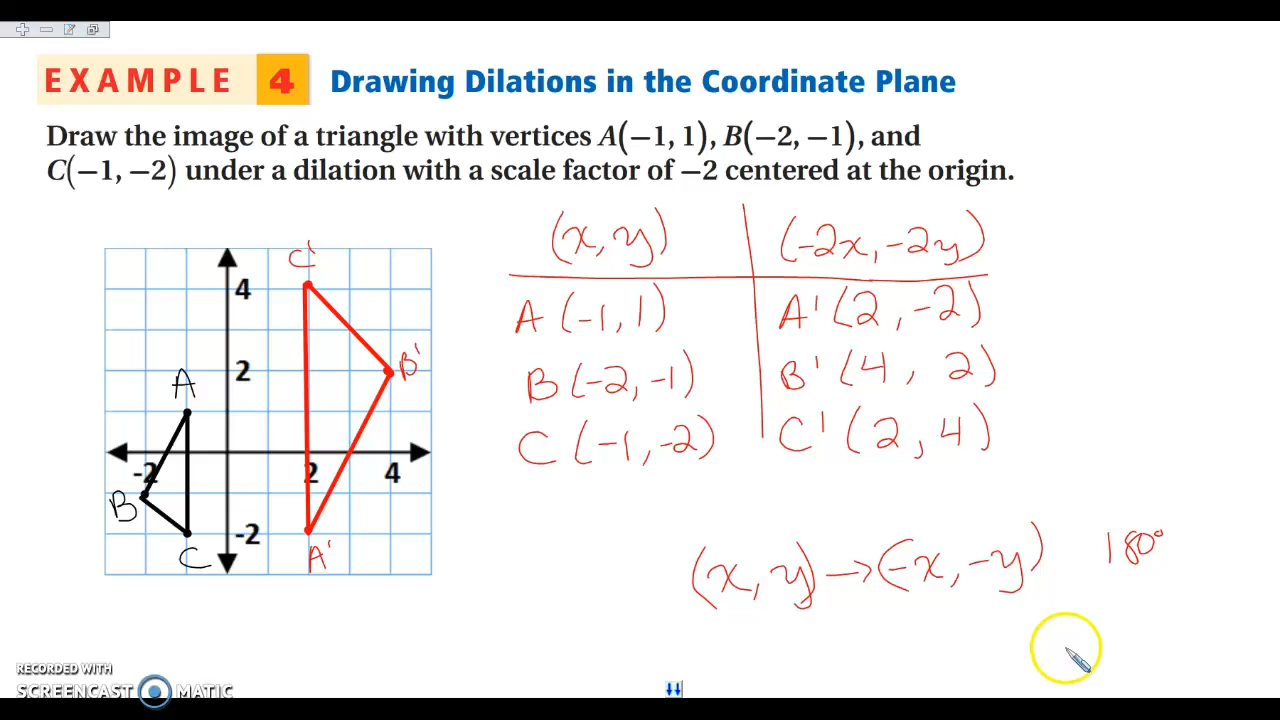 EXAMPLE 4 Drawing Dilations in the Coordinate Plane
Draw the image of a triangle with vertices A(−1, 1), B(−2, −1), and
C(−1, −2) under a dilation with a scale factor of −2 centered at the origin.
(x, y) (-2x, -2y)
A (-1, 1) A' (2, -2)
B (-2, -1) B' (4, 2)
C (-1, -2) C' (2, 4)
C'
4
2
B'
A
-2
2
4
B
-2
C
A'
(x, y) → (-x, -y) 180°
RECORDED WITH
SCREENCAST MATIC